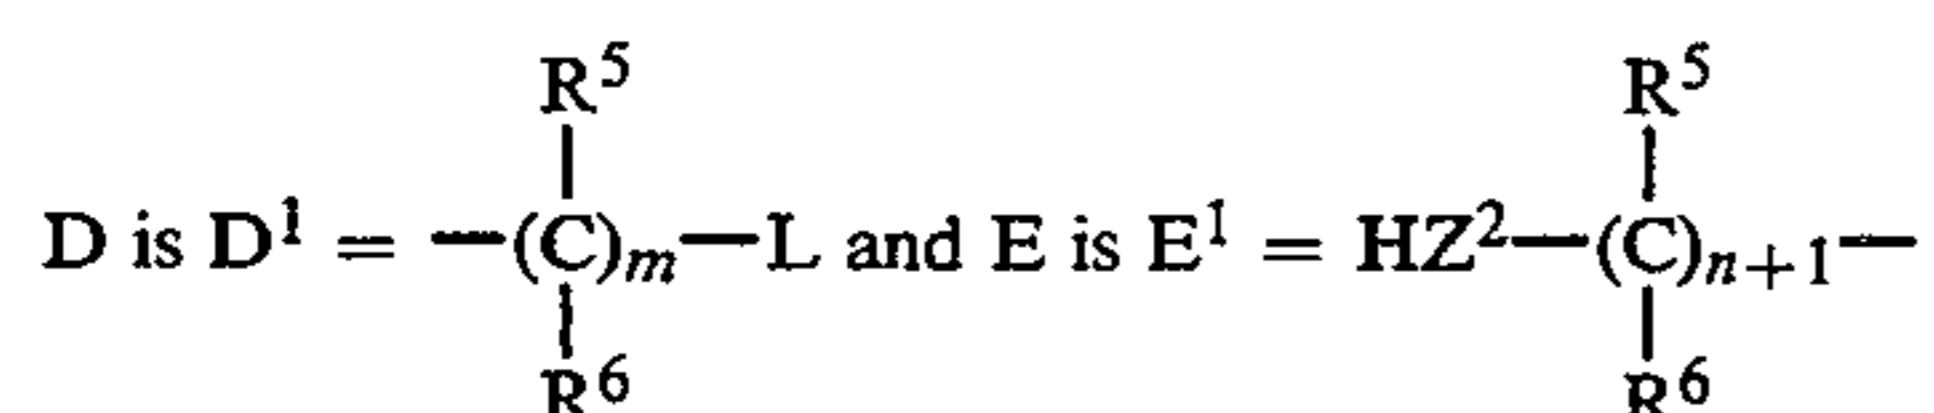 R⁵ R⁵
D is D¹ = —(C)ₘ—L and E is E¹ = HZ²—(C)ₙ₊₁—
R⁶ R⁶